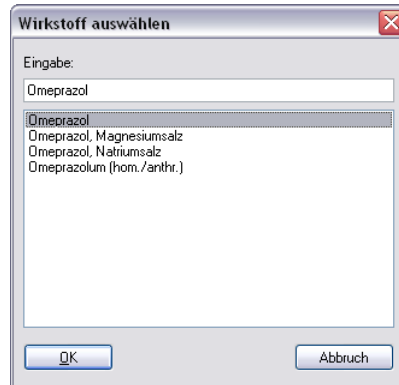 Wirkstoff auswählen
Eingabe:
Omeprazol
Omeprazol
Omeprazol, Magnesiumsalz
Omeprazol, Natriumsalz
Omeprazolum (hom./anthr.)
OK
Abbruch